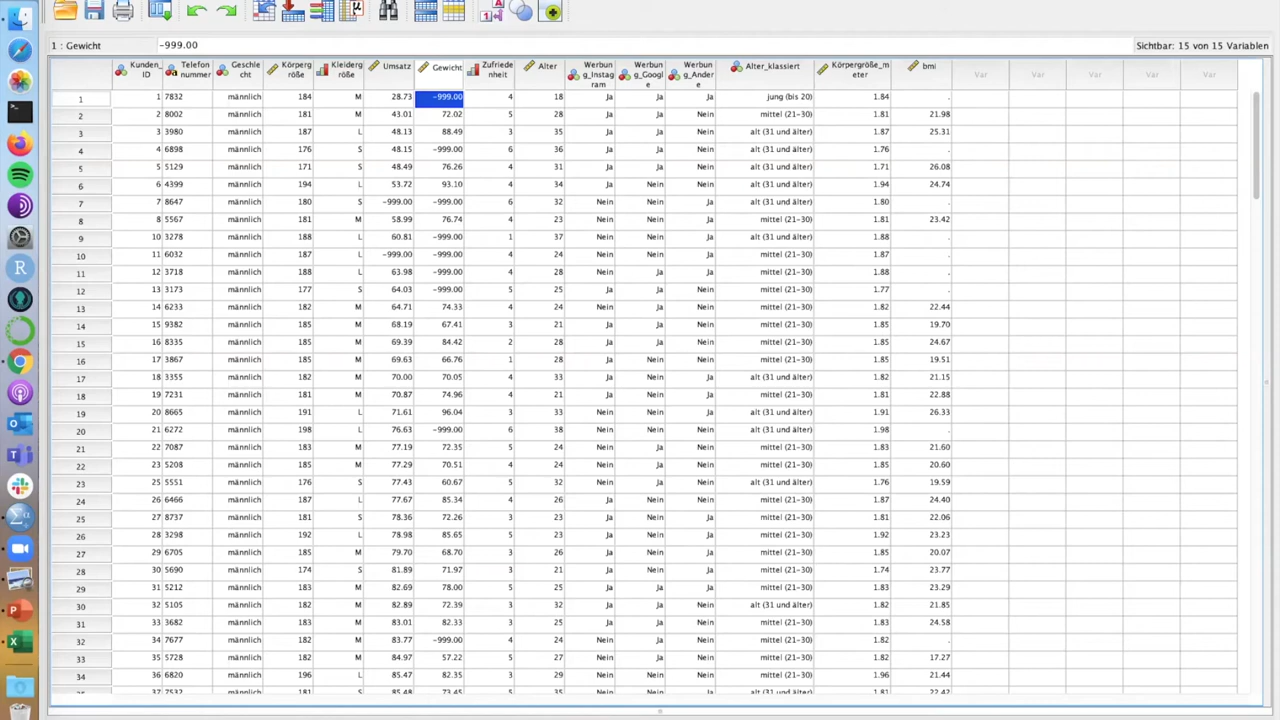 1 : Gewicht -999.00 Sichtbar: 15 von 15 Variablen
Kunden_ID Telefonnummer Geschlecht Körpergröße Kleidergröße Umsatz Gewicht Zufriedenheit Alter Werbung_Instagram Werbung_Google Werbung_Andere Alter_klassiert Körpergröße_meter bmi Var Var Var Var Var
1 1 7832 männlich 184 M 28.73 -999.00 4 18 Ja Ja Ja jung (bis 20) 1.84 .
2 2 8002 männlich 181 M 43.01 72.02 5 28 Ja Ja Nein mittel (21-30) 1.81 21.98
3 3 3980 männlich 187 L 48.13 88.49 3 35 Ja Ja Nein alt (31 und älter) 1.87 25.31
4 4 6898 männlich 176 S 48.15 -999.00 6 36 Ja Ja Nein alt (31 und älter) 1.76 .
5 5 5129 männlich 171 S 48.49 76.26 4 31 Ja Ja Nein alt (31 und älter) 1.71 26.08
6 6 4399 männlich 194 L 53.72 93.10 4 34 Ja Nein Nein alt (31 und älter) 1.94 24.74
7 7 8647 männlich 180 S -999.00 -999.00 6 32 Nein Nein Ja alt (31 und älter) 1.80 .
8 8 5567 männlich 181 M 58.99 76.74 4 23 Ja Ja Ja mittel (21-30) 1.81 23.42
9 10 3278 männlich 188 L 60.81 -999.00 1 37 Nein Nein Ja alt (31 und älter) 1.88 .
10 11 6032 männlich 187 L -999.00 -999.00 4 24 Nein Nein Nein mittel (21-30) 1.87 .
11 12 3718 männlich 188 L 63.98 -999.00 4 28 Nein Ja Ja mittel (21-30) 1.88 .
12 13 3173 männlich 177 S 64.03 -999.00 5 25 Ja Ja Nein mittel (21-30) 1.77 .
13 14 6233 männlich 182 M 64.71 74.33 4 24 Nein Ja Ja mittel (21-30) 1.82 22.44
14 15 9382 männlich 185 M 68.19 67.41 3 21 Ja Ja Nein mittel (21-30) 1.85 19.70
15 16 8335 männlich 185 M 69.39 84.42 2 28 Ja Ja Nein mittel (21-30) 1.85 24.67
16 17 3867 männlich 185 M 69.63 66.76 1 28 Ja Nein Nein mittel (21-30) 1.85 19.51
17 18 3355 männlich 182 M 70.00 70.05 4 33 Ja Nein Ja alt (31 und älter) 1.82 21.15
18 19 7231 männlich 181 M 70.87 74.96 4 21 Ja Nein Nein mittel (21-30) 1.81 22.88
19 20 8665 männlich 191 L 71.61 96.04 3 33 Nein Nein Ja alt (31 und älter) 1.91 26.33
20 21 6272 männlich 198 L 76.63 -999.00 6 38 Nein Nein Ja alt (31 und älter) 1.98 .
21 22 7087 männlich 183 M 77.19 72.35 5 24 Nein Ja Nein mittel (21-30) 1.83 21.60
22 23 5208 männlich 185 M 77.29 70.51 4 24 Nein Ja Nein mittel (21-30) 1.85 20.60
23 25 5551 männlich 176 S 77.43 60.67 5 32 Nein Ja Nein alt (31 und älter) 1.76 19.59
24 26 6466 männlich 187 L 77.67 85.34 4 26 Ja Nein Nein mittel (21-30) 1.87 24.40
25 27 8737 männlich 181 S 78.36 72.26 3 23 Ja Nein Ja mittel (21-30) 1.81 22.06
26 28 3298 männlich 192 L 78.98 85.65 5 23 Nein Ja Nein mittel (21-30) 1.92 23.23
27 29 6705 männlich 185 M 79.70 68.70 3 26 Ja Nein Ja mittel (21-30) 1.85 20.07
28 30 5690 männlich 174 S 81.89 71.97 3 21 Ja Nein Nein mittel (21-30) 1.74 23.77
29 31 5212 männlich 183 M 82.69 78.00 5 25 Ja Ja Nein mittel (21-30) 1.83 23.29
30 32 5105 männlich 182 M 82.89 72.39 3 32 Ja Ja Nein alt (31 und älter) 1.82 21.85
31 33 3682 männlich 183 M 83.01 82.33 3 25 Ja Nein Ja mittel (21-30) 1.83 24.58
32 34 7677 männlich 182 M 83.77 -999.00 4 24 Nein Nein Ja mittel (21-30) 1.82 .
33 35 5728 männlich 182 M 84.97 57.22 5 27 Nein Ja Nein mittel (21-30) 1.82 17.27
34 36 6820 männlich 196 L 85.47 82.35 3 29 Nein Nein Ja mittel (21-30) 1.96 21.44
37 7532 männlich 181 S 85.48 73.45 5 35 Nein Ja Nein alt (31 und älter) 1.81 22.42